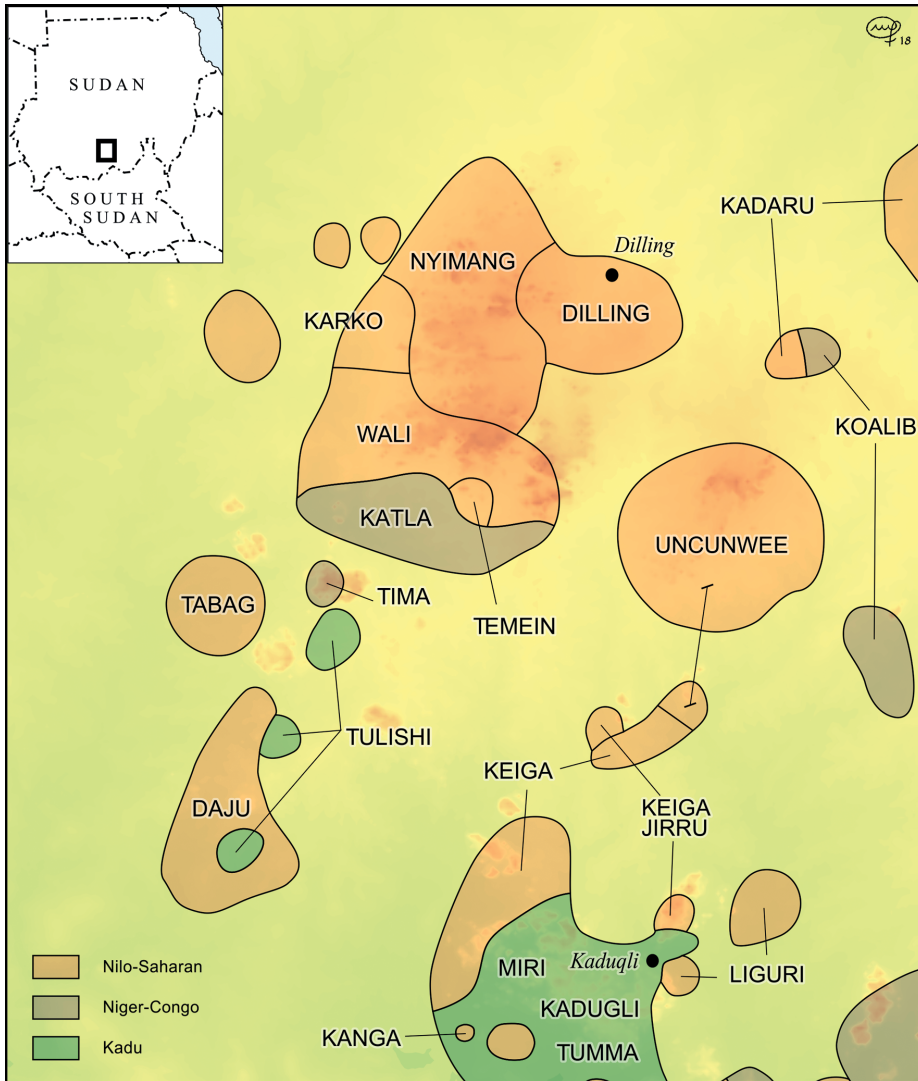 SUDAN
SOUTH
SUDAN
18
KADARU
Dilling
NYIMANG
DILLING
KARKO
KOALIB
WALI
KATLA
UNCUNWEE
TIMA
TABAG
TEMEIN
TULISHI
KEIGA
DAJU
KEIGA
JIRRU
Nilo-Saharan
MIRI
Kaduqli
LIGURI
Niger-Congo
KADUGLI
KANGA
Kadu
TUMMA